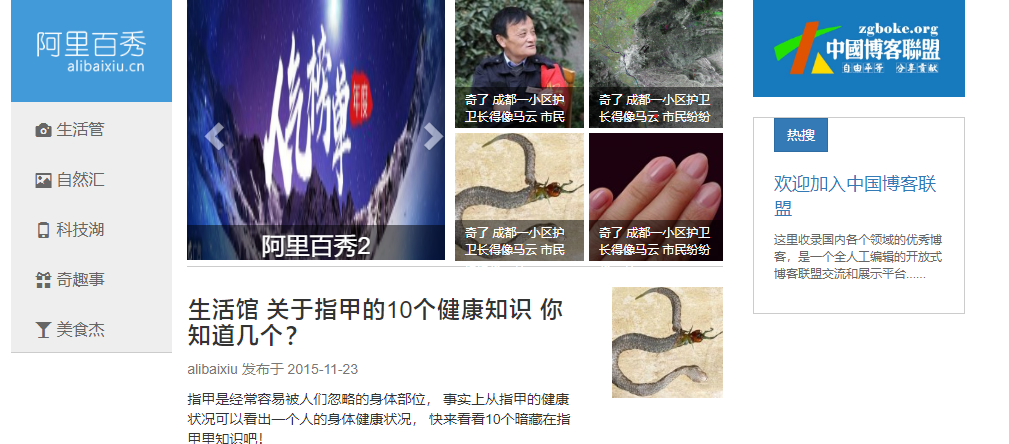 阿里百秀
alibaixiu.cn
生活管
自然汇
科技湖
奇趣事
美食杰
人气榜单
年度
阿里百秀2
奇了 成都一小区护
卫长得像马云 市民
奇了 成都一小区护卫
长得像马云 市民纷纷
奇了 成都一小区护
卫长得像马云 市民
奇了 成都一小区护卫
长得像马云 市民纷纷
生活馆 关于指甲的10个健康知识 你
知道几个？
alibaixiu 发布于 2015-11-23
指甲是经常容易被人们忽略的身体部位， 事实上从指甲的健康
状况可以看出一个人的身体健康状况， 快来看看10个暗藏在指
甲里知识吧！
zgboke.org
中國博客聯盟
自由平等 分享貢献
热搜
欢迎加入中国博客联
盟
这里收录国内各个领域的优秀博
客，是一个全人工编辑的开放式
博客联盟交流和展示平台......